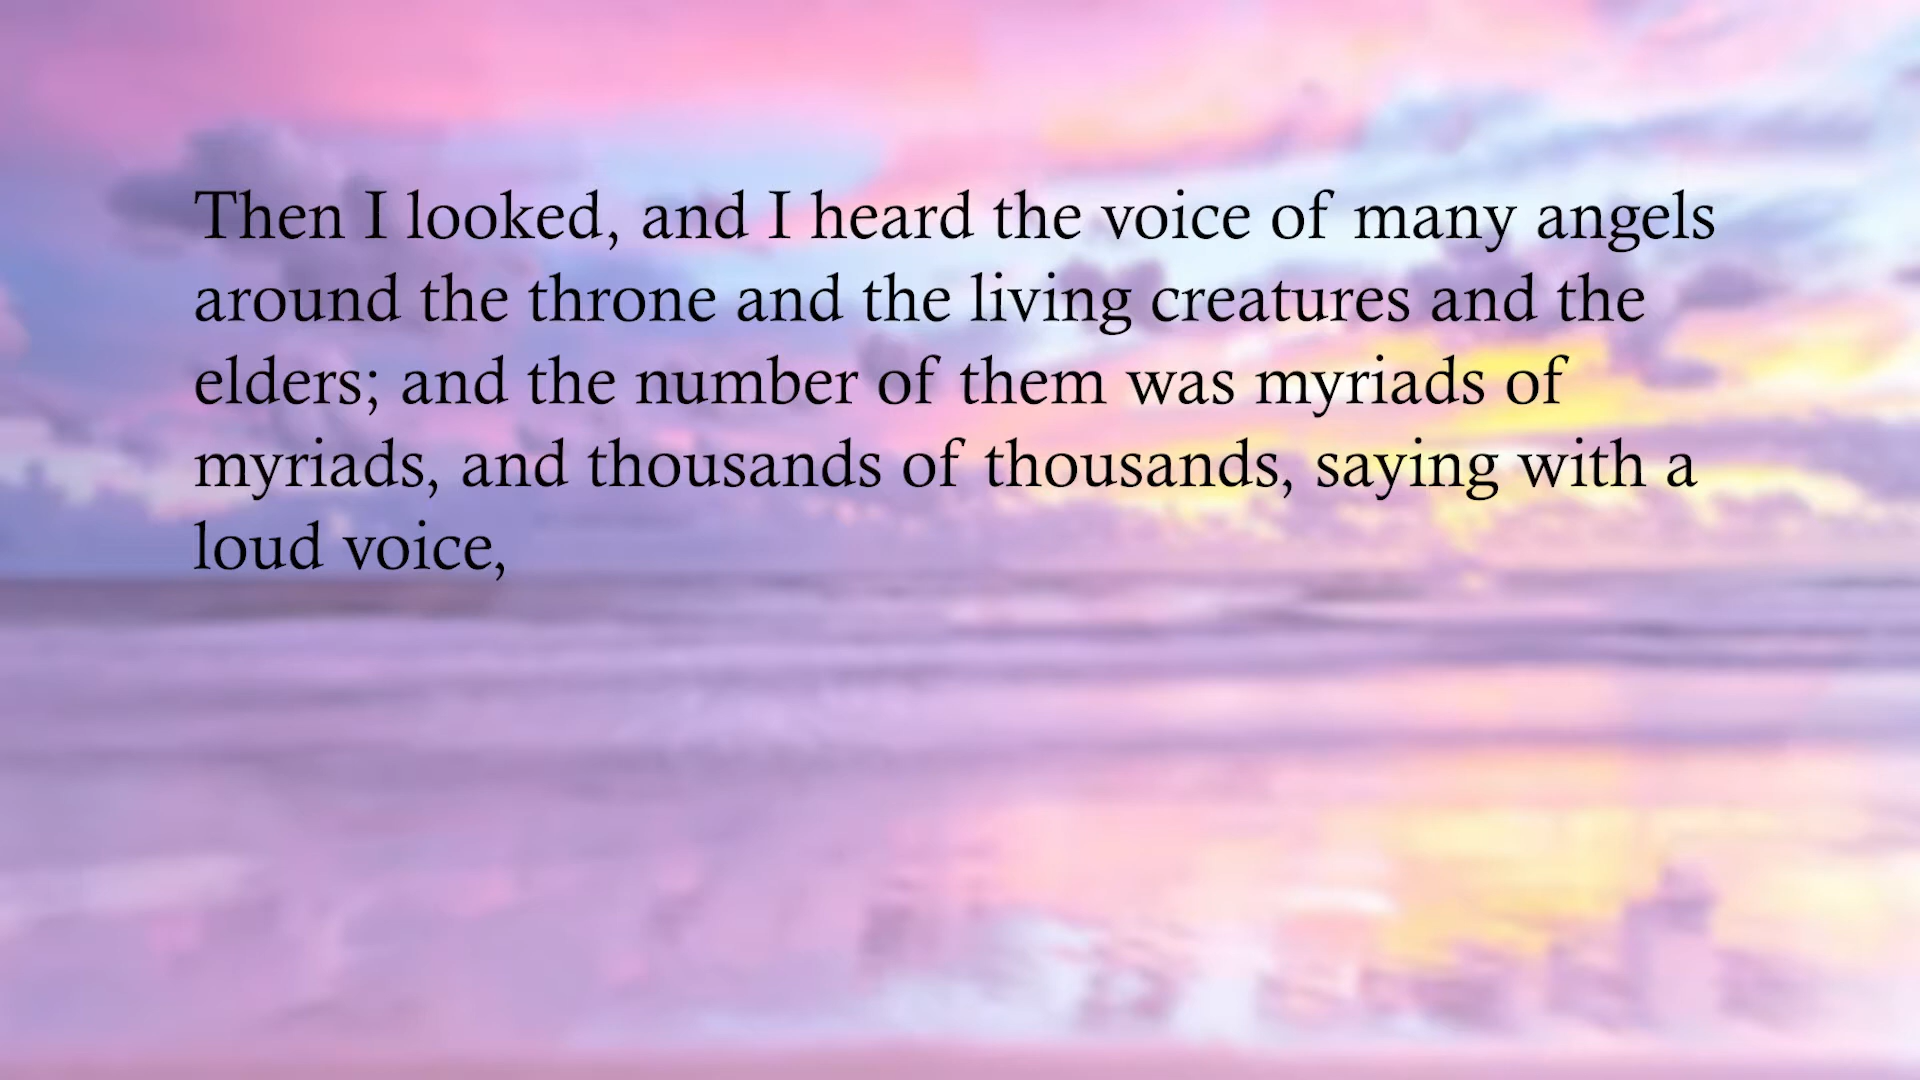 Then I looked, and I heard the voice of many angels
around the throne and the living creatures and the
elders; and the number of them was myriads of
myriads, and thousands of thousands, saying with a
loud voice,